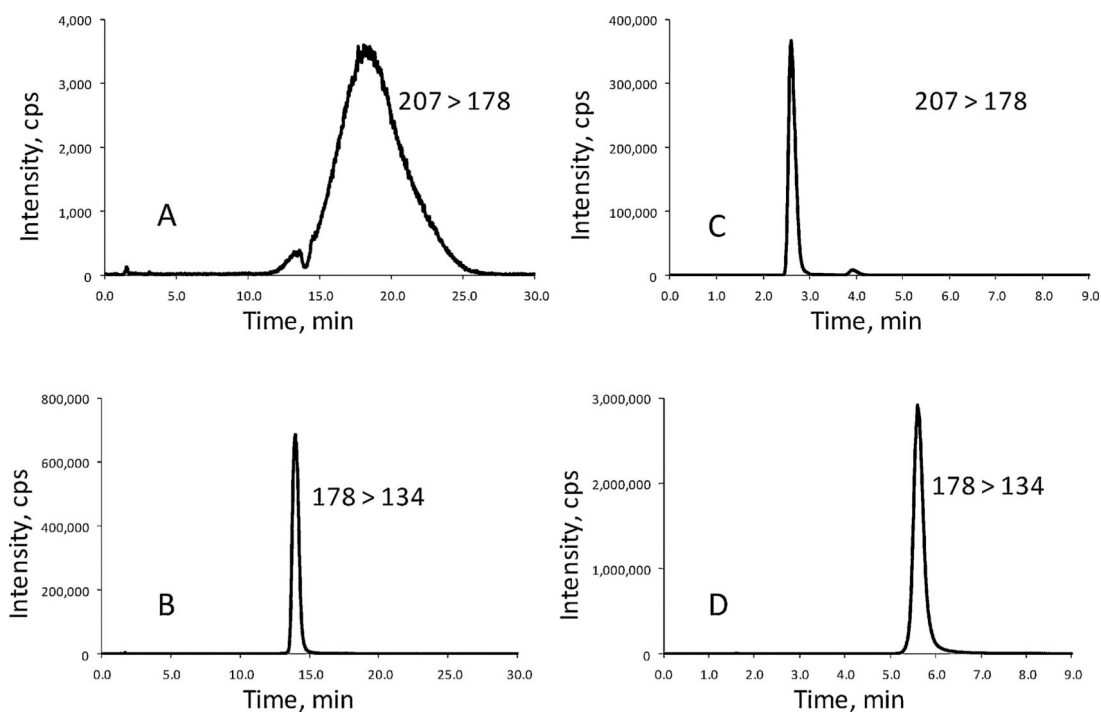 4,000
3,000
2,000
1,000
0
Intensity, cps
207 > 178
A
0.0 5.0 10.0 15.0 20.0 25.0 30.0
Time, min
400,000
300,000
200,000
100,000
0
Intensity, cps
207 > 178
C
0.0 1.0 2.0 3.0 4.0 5.0 6.0 7.0 8.0 9.0
Time, min
800,000
600,000
400,000
200,000
0
Intensity, cps
178 > 134
B
0.0 5.0 10.0 15.0 20.0 25.0 30.0
Time, min
3,000,000
2,000,000
1,000,000
0
Intensity, cps
178 > 134
D
0.0 1.0 2.0 3.0 4.0 5.0 6.0 7.0 8.0 9.0
Time, min